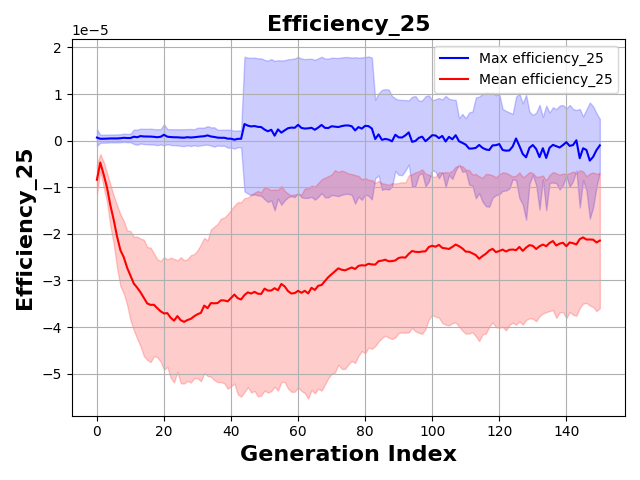 Efficiency_25
1e−5
Max efficiency_25
Mean efficiency_25
2
1
0
−1
−2
−3
−4
−5
Efficiency_25
0 20 40 60 80 100 120 140
Generation Index